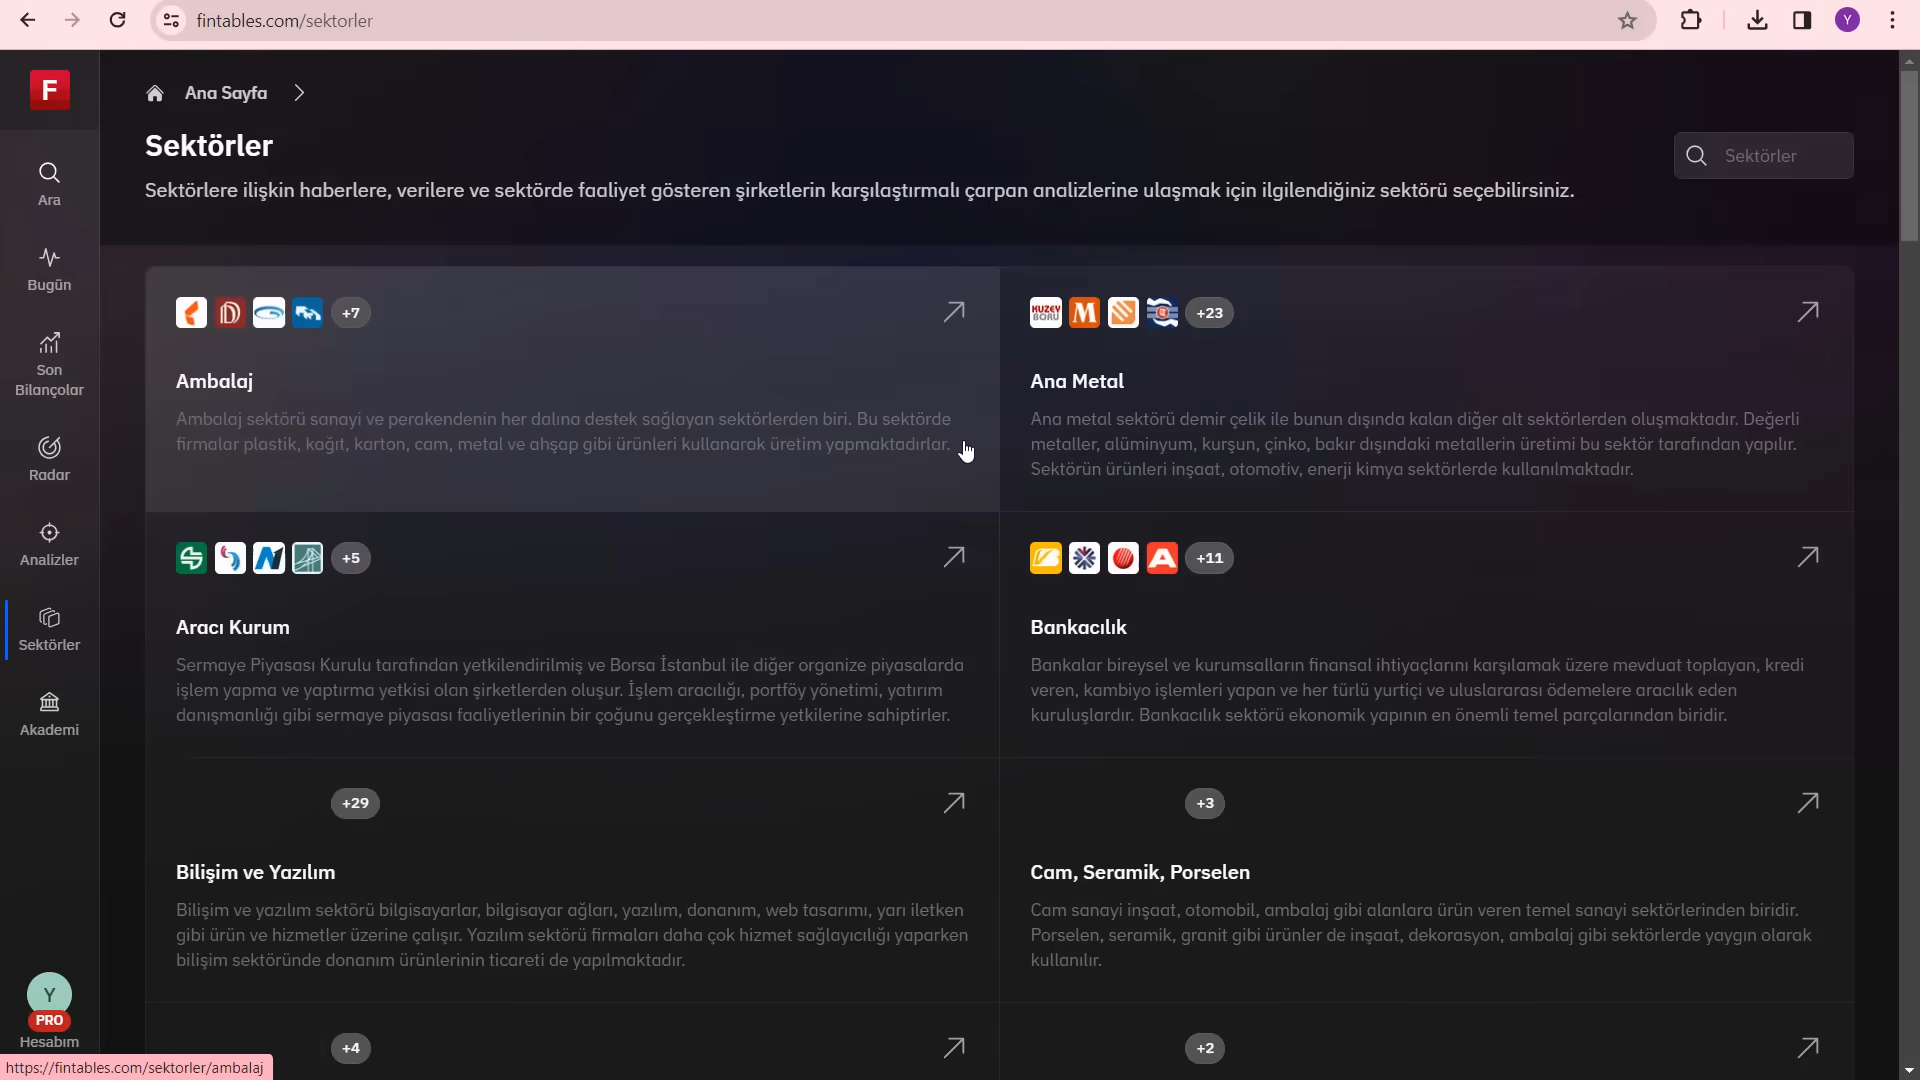 fintables.com/sektorler
Y
F
Ana Sayfa
Sektörler
Sektörler
Sektörlere ilişkin haberlere, verilere ve sektörde faaliyet gösteren şirketlerin karşılaştırmalı çarpan analizlerine ulaşmak için ilgilendiğiniz sektörü seçebilirsiniz.
Ara
Bugün
Son
Bilançolar
Radar
Analizler
Sektörler
Akademi
Y
PRO
Hesabım
+7
Ambalaj
Ambalaj sektörü sanayi ve perakendenin her dalına destek sağlayan sektörlerden biri. Bu sektörde
firmalar plastik, kağıt, karton, cam, metal ve ahşap gibi ürünleri kullanarak üretim yapmaktadırlar.
KUZEY
BORU
M
+23
Ana Metal
Ana metal sektörü demir çelik ile bunun dışında kalan diğer alt sektörlerden oluşmaktadır. Değerli
metaller, alüminyum, kurşun, çinko, bakır dışındaki metallerin üretimi bu sektör tarafından yapılır.
Sektörün ürünleri inşaat, otomotiv, enerji kimya sektörlerde kullanılmaktadır.
+5
Aracı Kurum
Sermaye Piyasası Kurulu tarafından yetkilendirilmiş ve Borsa İstanbul ile diğer organize piyasalarda
işlem yapma ve yaptırma yetkisi olan şirketlerden oluşur. İşlem aracılığı, portföy yönetimi, yatırım
danışmanlığı gibi sermaye piyasası faaliyetlerinin bir çoğunu gerçekleştirme yetkilerine sahiptirler.
+11
Bankacılık
Bankalar bireysel ve kurumsalların finansal ihtiyaçlarını karşılamak üzere mevduat toplayan, kredi
veren, kambiyo işlemleri yapan ve her türlü yurtiçi ve uluslararası ödemelere aracılık eden
kuruluşlardır. Bankacılık sektörü ekonomik yapının en önemli temel parçalarından biridir.
+29
Bilişim ve Yazılım
Bilişim ve yazılım sektörü bilgisayarlar, bilgisayar ağları, yazılım, donanım, web tasarımı, yarı iletken
gibi ürün ve hizmetler üzerine çalışır. Yazılım sektörü firmaları daha çok hizmet sağlayıcılığı yaparken
bilişim sektöründe donanım ürünlerinin ticareti de yapılmaktadır.
+3
Cam, Seramik, Porselen
Cam sanayi inşaat, otomobil, ambalaj gibi alanlara ürün veren temel sanayi sektörlerinden biridir.
Porselen, seramik, granit gibi ürünler de inşaat, dekorasyon, ambalaj gibi sektörlerde yaygın olarak
kullanılır.
+4
+2
https://fintables.com/sektorler/ambalaj